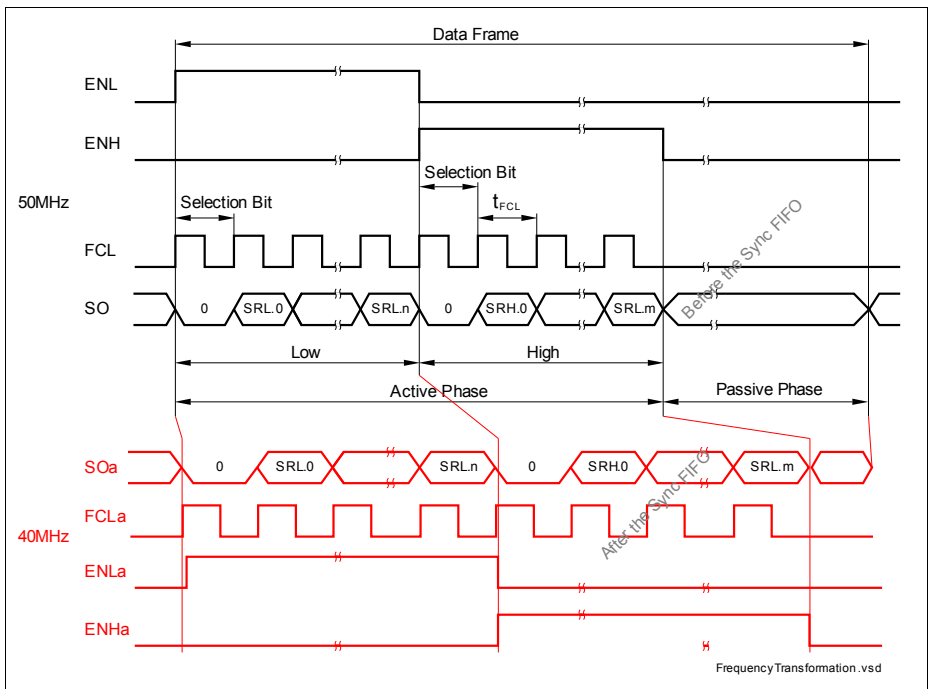 Data Frame
ENL
ENH
Selection Bit
50MHz
Selection Bit
tFCL
FCL
Before the Sync FIFO
SO
0
SRL.0
SRL.n
0
SRH.0
SRL.m
Low
High
Active Phase
Passive Phase
SOa
0
SRL.0
SRL.n
0
SRH.0
SRL.m
After the Sync FIFO
FCLa
40MHz
ENLa
ENHa
FrequencyTransformation.vsd